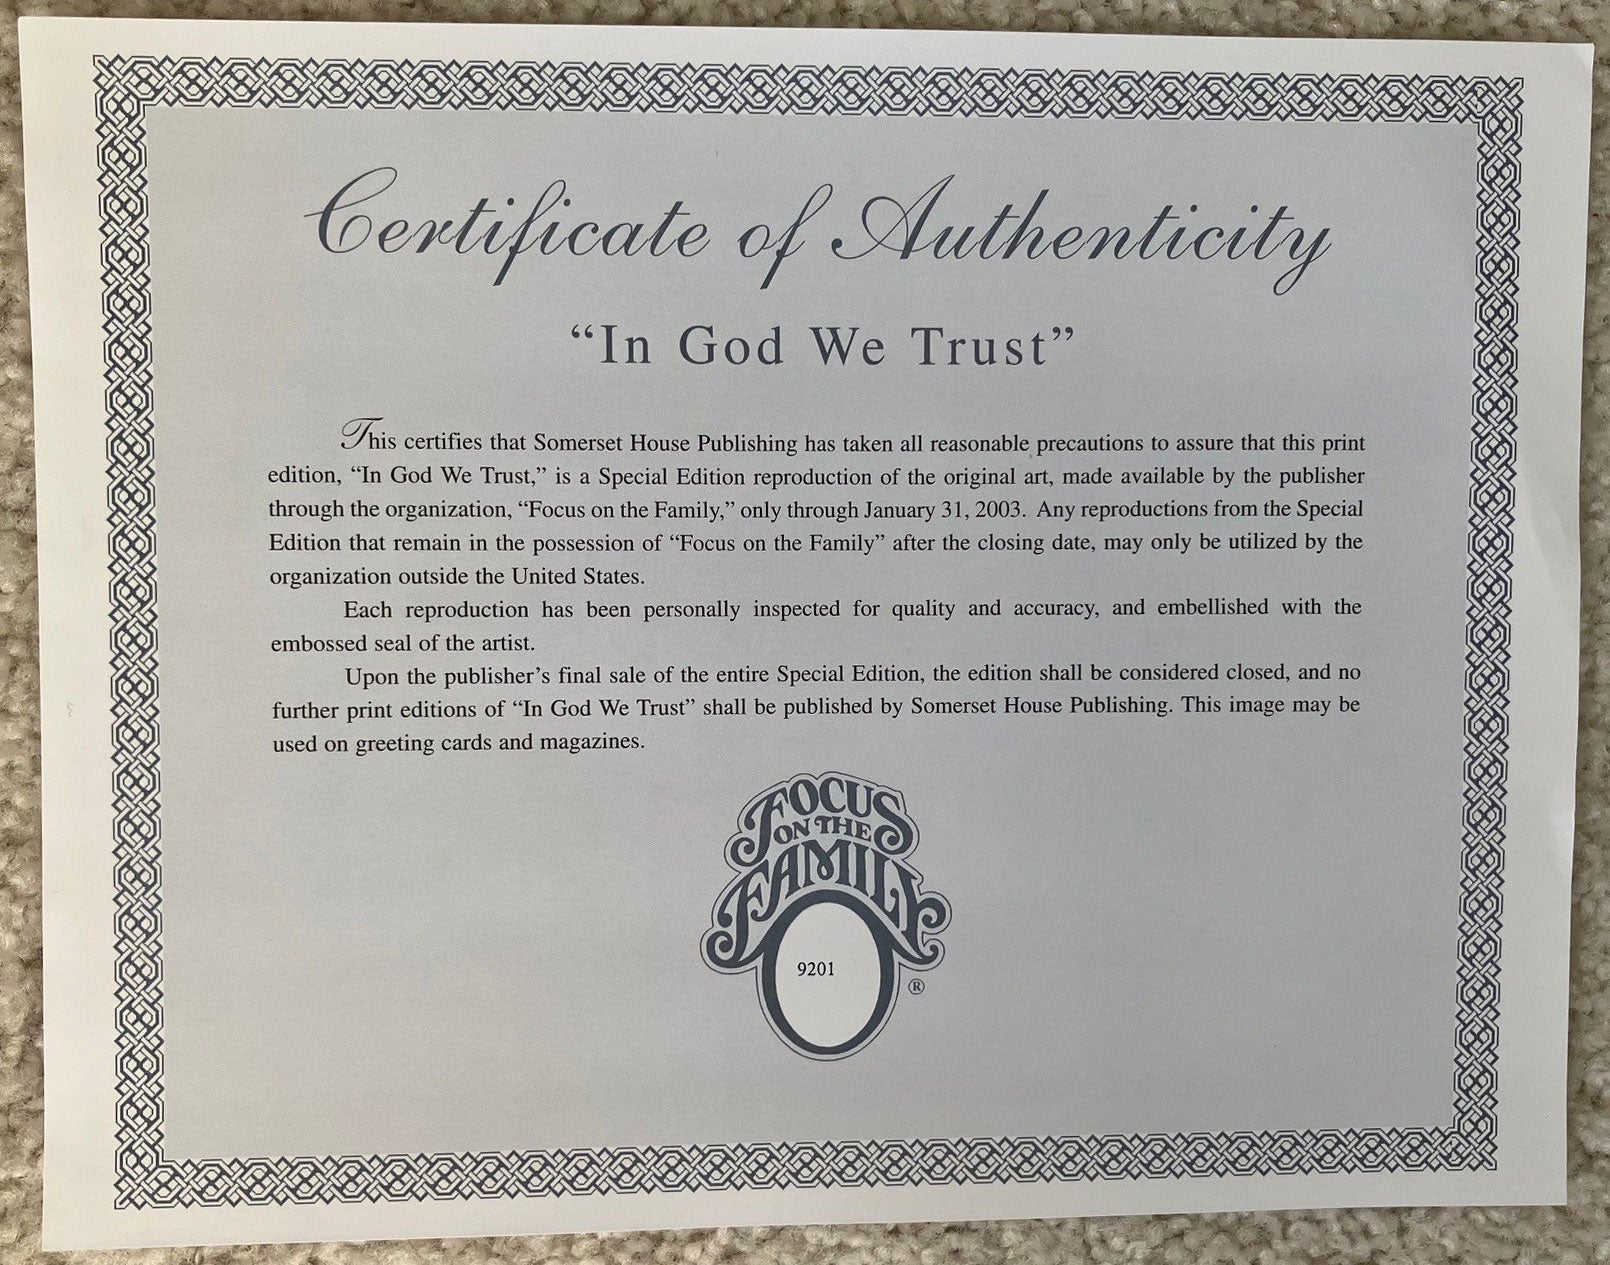 Certificate of Authenticity
“In God We Trust”
This certifies that Somerset House Publishing has taken all reasonable precautions to assure that this print
edition, “In God We Trust,” is a Special Edition reproduction of the original art, made available by the publisher
through the organization, “Focus on the Family,” only through January 31, 2003. Any reproductions from the Special
Edition that remain in the possession of “Focus on the Family” after the closing date, may only be utilized by the
organization outside the United States.
Each reproduction has been personally inspected for quality and accuracy, and embellished with the
embossed seal of the artist.
Upon the publisher’s final sale of the entire Special Edition, the edition shall be considered closed, and no
further print editions of “In God We Trust” shall be published by Somerset House Publishing. This image may be
used on greeting cards and magazines.
FOCUS
ON THE
FAMILY
9201
®